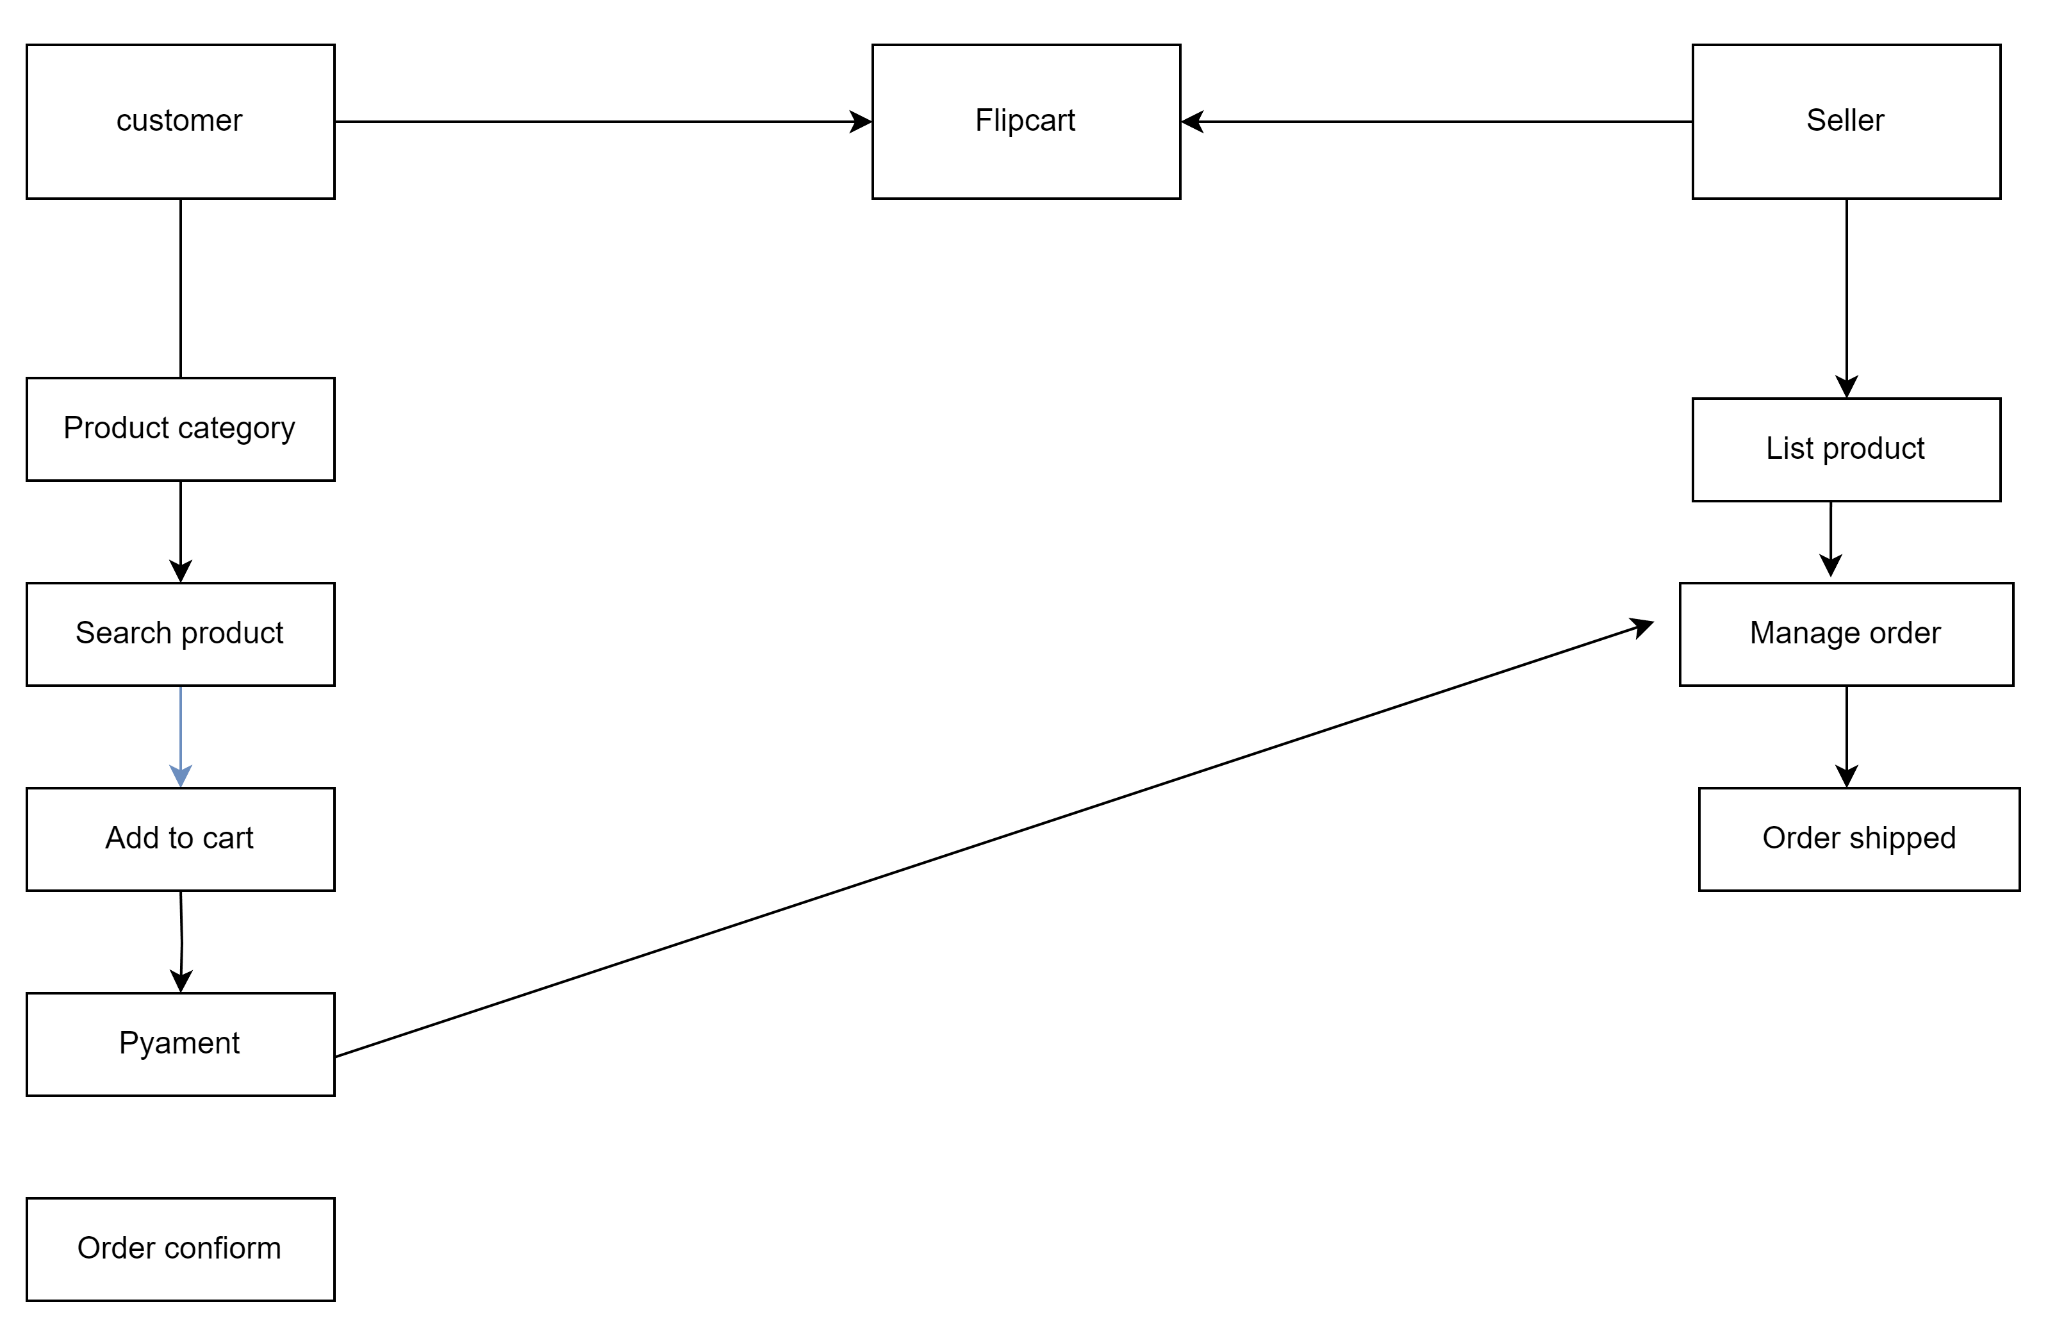 customer
Flipcart
Seller
Product category
List product
Search product
Manage order
Add to cart
Order shipped
Pyament
Order confiorm